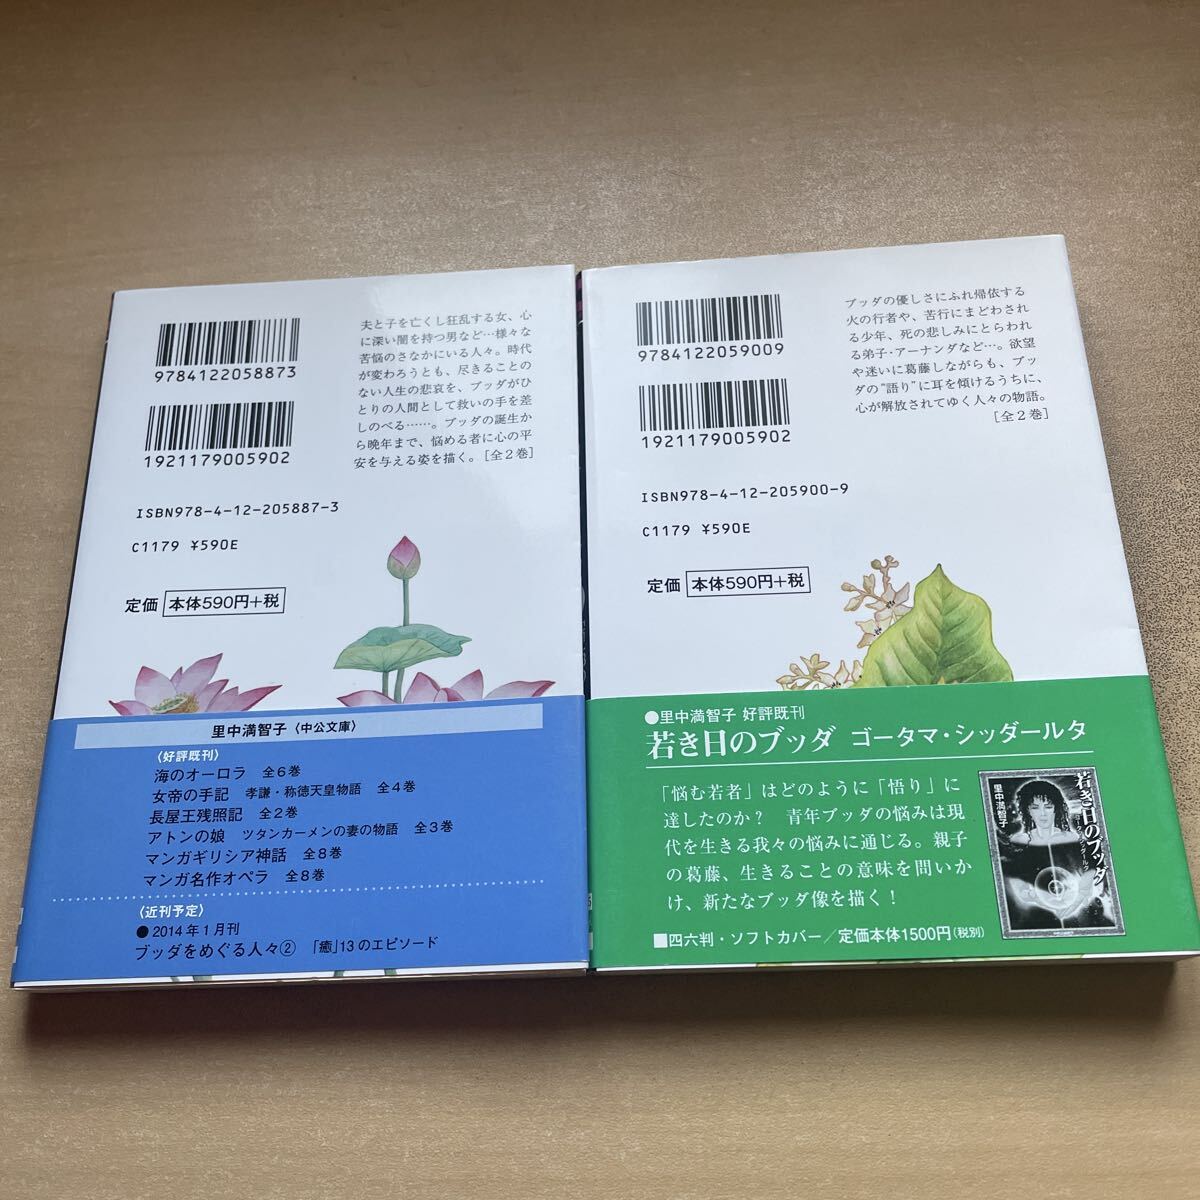 9784122058873
1921179005902
ISBN978-4-12-205887-3
C1179 ¥590E
定価 本体590円+税
夫と子を亡くし狂乱する女、心
に深い闇を持つ男など…様々な
苦悩のさなかにいる人々。時代
が変わろうとも、尽きることの
ない人生の悲哀を、ブッダがひ
とりの人間として救いの手を差
しのべる……。ブッダの誕生か
ら晩年まで、悩める者に心の平
安を与える姿を描く。[全2巻]
里中満智子〈中公文庫〉
〈好評既刊〉
海のオーロラ 全6巻
女帝の手記 孝謙・称徳天皇物語 全4巻
長屋王残照記 全2巻
アトンの娘 ツタンカーメンの妻の物語 全3巻
マンガギリシア神話 全8巻
マンガ名作オペラ 全8巻
〈近刊予定〉
●2014年1月刊
ブッダをめぐる人々② 「癒」13のエピソード
9784122059009
1921179005902
ISBN978-4-12-205900-9
C1179 ¥590E
定価 本体590円+税
ブッダの優しさにふれ帰依する
火の行者や、苦行にまどわされ
る少年、死の悲しみにとらわれ
る弟子・アーナンダなど…。欲望
や迷いに葛藤しながらも、ブッ
ダの“語り”に耳を傾けるうちに、
心が解放されてゆく人々の物語。
[全2巻]
●里中満智子 好評既刊
若き日のブッダ ゴータマ・シッダールタ
「悩む若者」はどのように「悟り」に
達したのか? 青年ブッダの悩みは現
代を生きる我々の悩みに通じる。親子
の葛藤、生きることの意味を問いか
け、新たなブッダ像を描く!
■四六判・ソフトカバー/定価本体1500円(税別)
若き日のブッダ
ゴータマ・シッダールタ
里中満智子